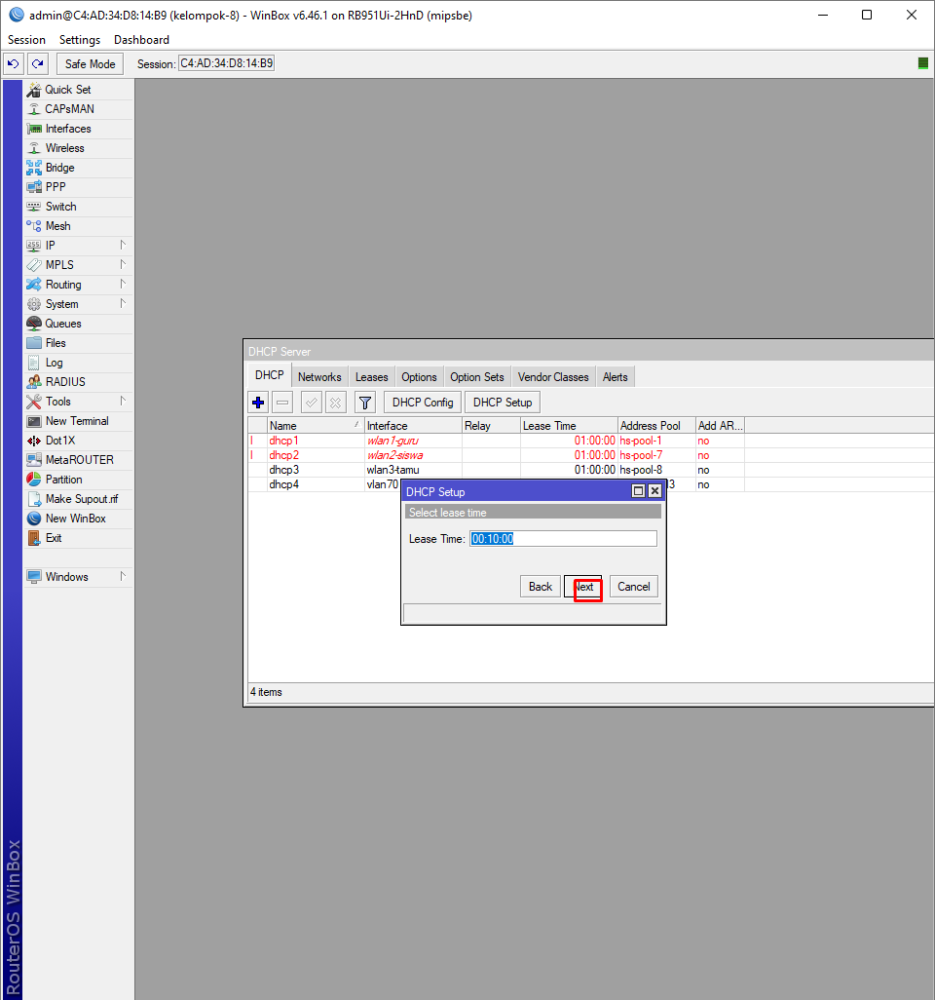 admin@C4:AD:34:D8:14:B9 (kelompok-8) - WinBox v6.46.1 on RB951Ui-2HnD (mipsbe)
Session Settings Dashboard
Safe Mode Session: C4:AD:34:D8:14:B9
Quick Set
CAPsMAN
Interfaces
Wireless
Bridge
PPP
Switch
Mesh
IP
MPLS
Routing
System
Queues
Files
Log
RADIUS
Tools
New Terminal
Dot1X
MetaROUTER
Partition
Make Supout.rif
New WinBox
Exit
Windows
RouterOS WinBox
DHCP Server
DHCP Networks Leases Options Option Sets Vendor Classes Alerts
DHCP Config DHCP Setup
Name Interface Relay Lease Time Address Pool Add AR...
I dhcp1 wlan1-guru 01:00:00 hs-pool-1 no
I dhcp2 wlan2-siswa 01:00:00 hs-pool-7 no
dhcp3 wlan3-tamu 01:00:00 hs-pool-8 no
dhcp4 vlan70 3 no
DHCP Setup
Select lease time
Lease Time: 00:10:00
Back Next Cancel
4 items